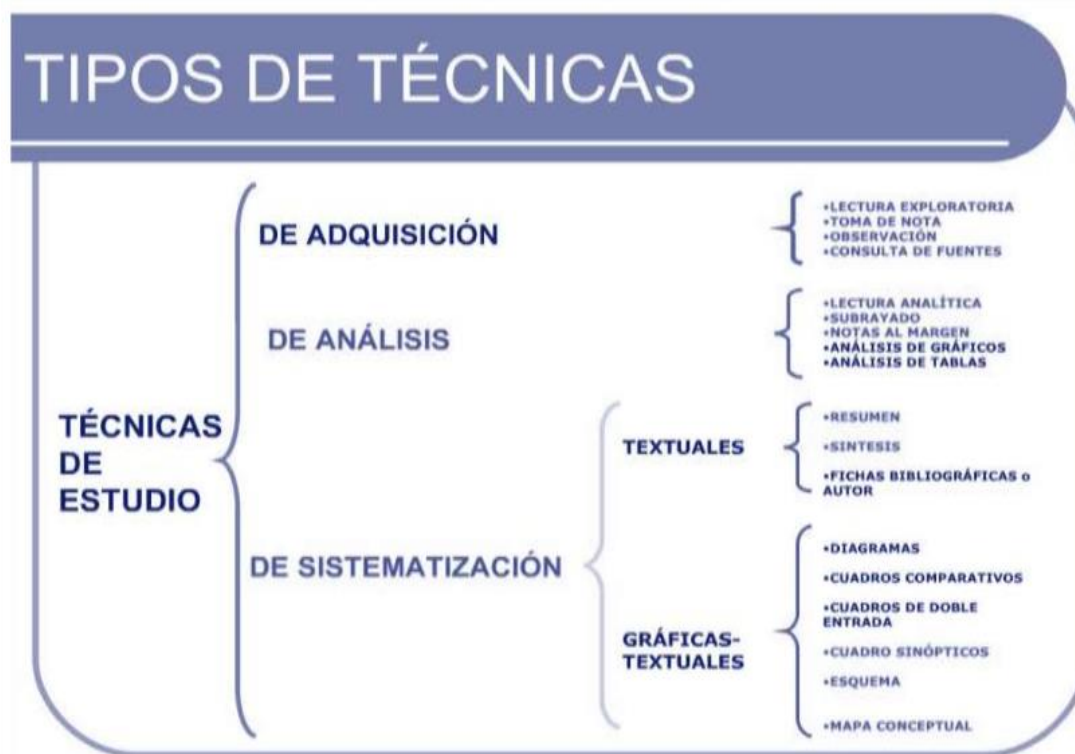 TIPOS DE TÉCNICAS
TÉCNICAS
DE
ESTUDIO
DE ADQUISICIÓN
•LECTURA EXPLORATORIA
•TOMA DE NOTA
•OBSERVACIÓN
•CONSULTA DE FUENTES
DE ANÁLISIS
•LECTURA ANALÍTICA
•SUBRAYADO
•NOTAS AL MARGEN
•ANÁLISIS DE GRÁFICOS
•ANÁLISIS DE TABLAS
DE SISTEMATIZACIÓN
TEXTUALES
•RESUMEN
•SINTESIS
•FICHAS BIBLIOGRÁFICAS o
AUTOR
GRÁFICAS-
TEXTUALES
•DIAGRAMAS
•CUADROS COMPARATIVOS
•CUADROS DE DOBLE
ENTRADA
•CUADRO SINÓPTICOS
•ESQUEMA
•MAPA CONCEPTUAL